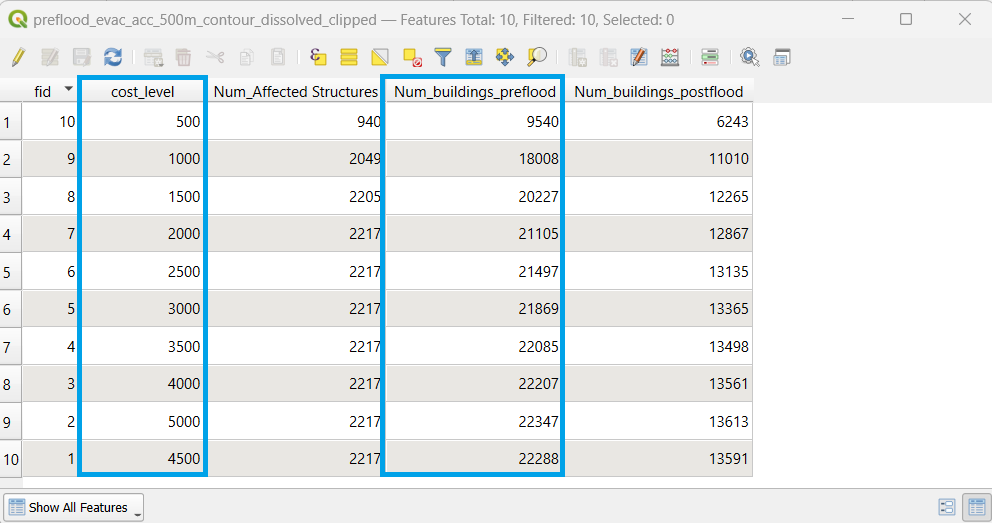 preflood_evac_acc_500m_contour_dissolved_clipped — Features Total: 10, Filtered: 10, Selected: 0
fid cost_level Num_Affected Structures Num_buildings_preflood Num_buildings_postflood
1 10 500 940 9540 6243
2 9 1000 2049 18008 11010
3 8 1500 2205 20227 12265
4 7 2000 2217 21105 12867
5 6 2500 2217 21497 13135
6 5 3000 2217 21869 13365
7 4 3500 2217 22085 13498
8 3 4000 2217 22207 13561
9 2 5000 2217 22347 13613
10 1 4500 2217 22288 13591
Show All Features